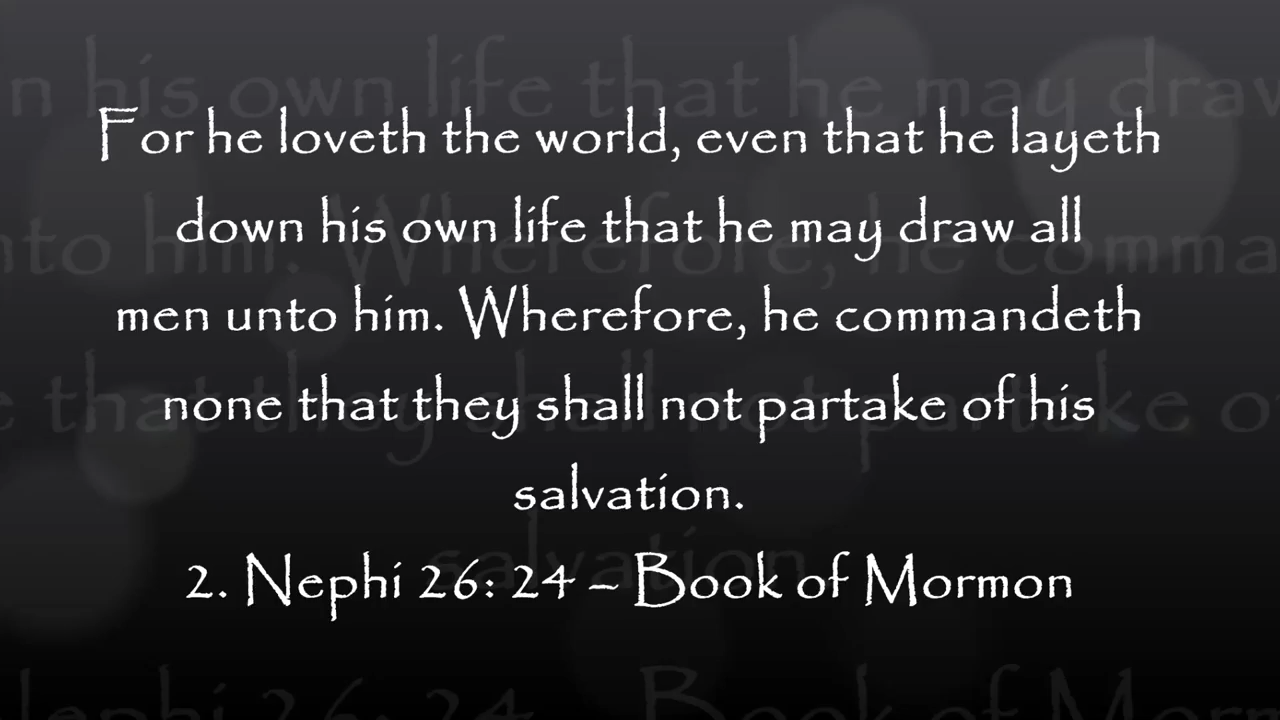 For he loveth the world, even that he layeth
down his own life that he may draw all
men unto him. Wherefore, he commandeth
none that they shall not partake of his
salvation.
2. Nephi 26: 24 – Book of Mormon